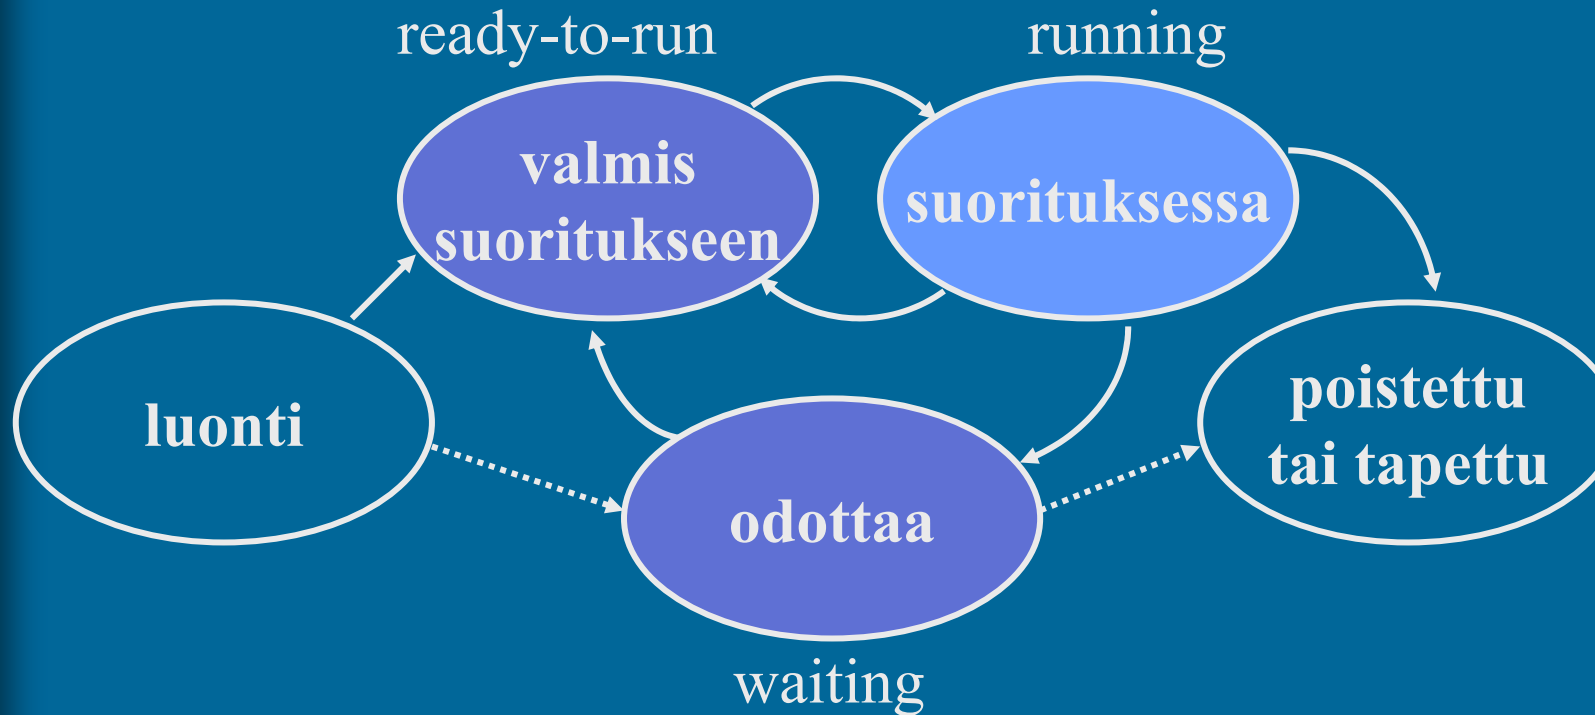 ready-to-run
running
valmis
suoritukseen
suorituksessa
luonti
poistettu
tai tapettu
odottaa
waiting